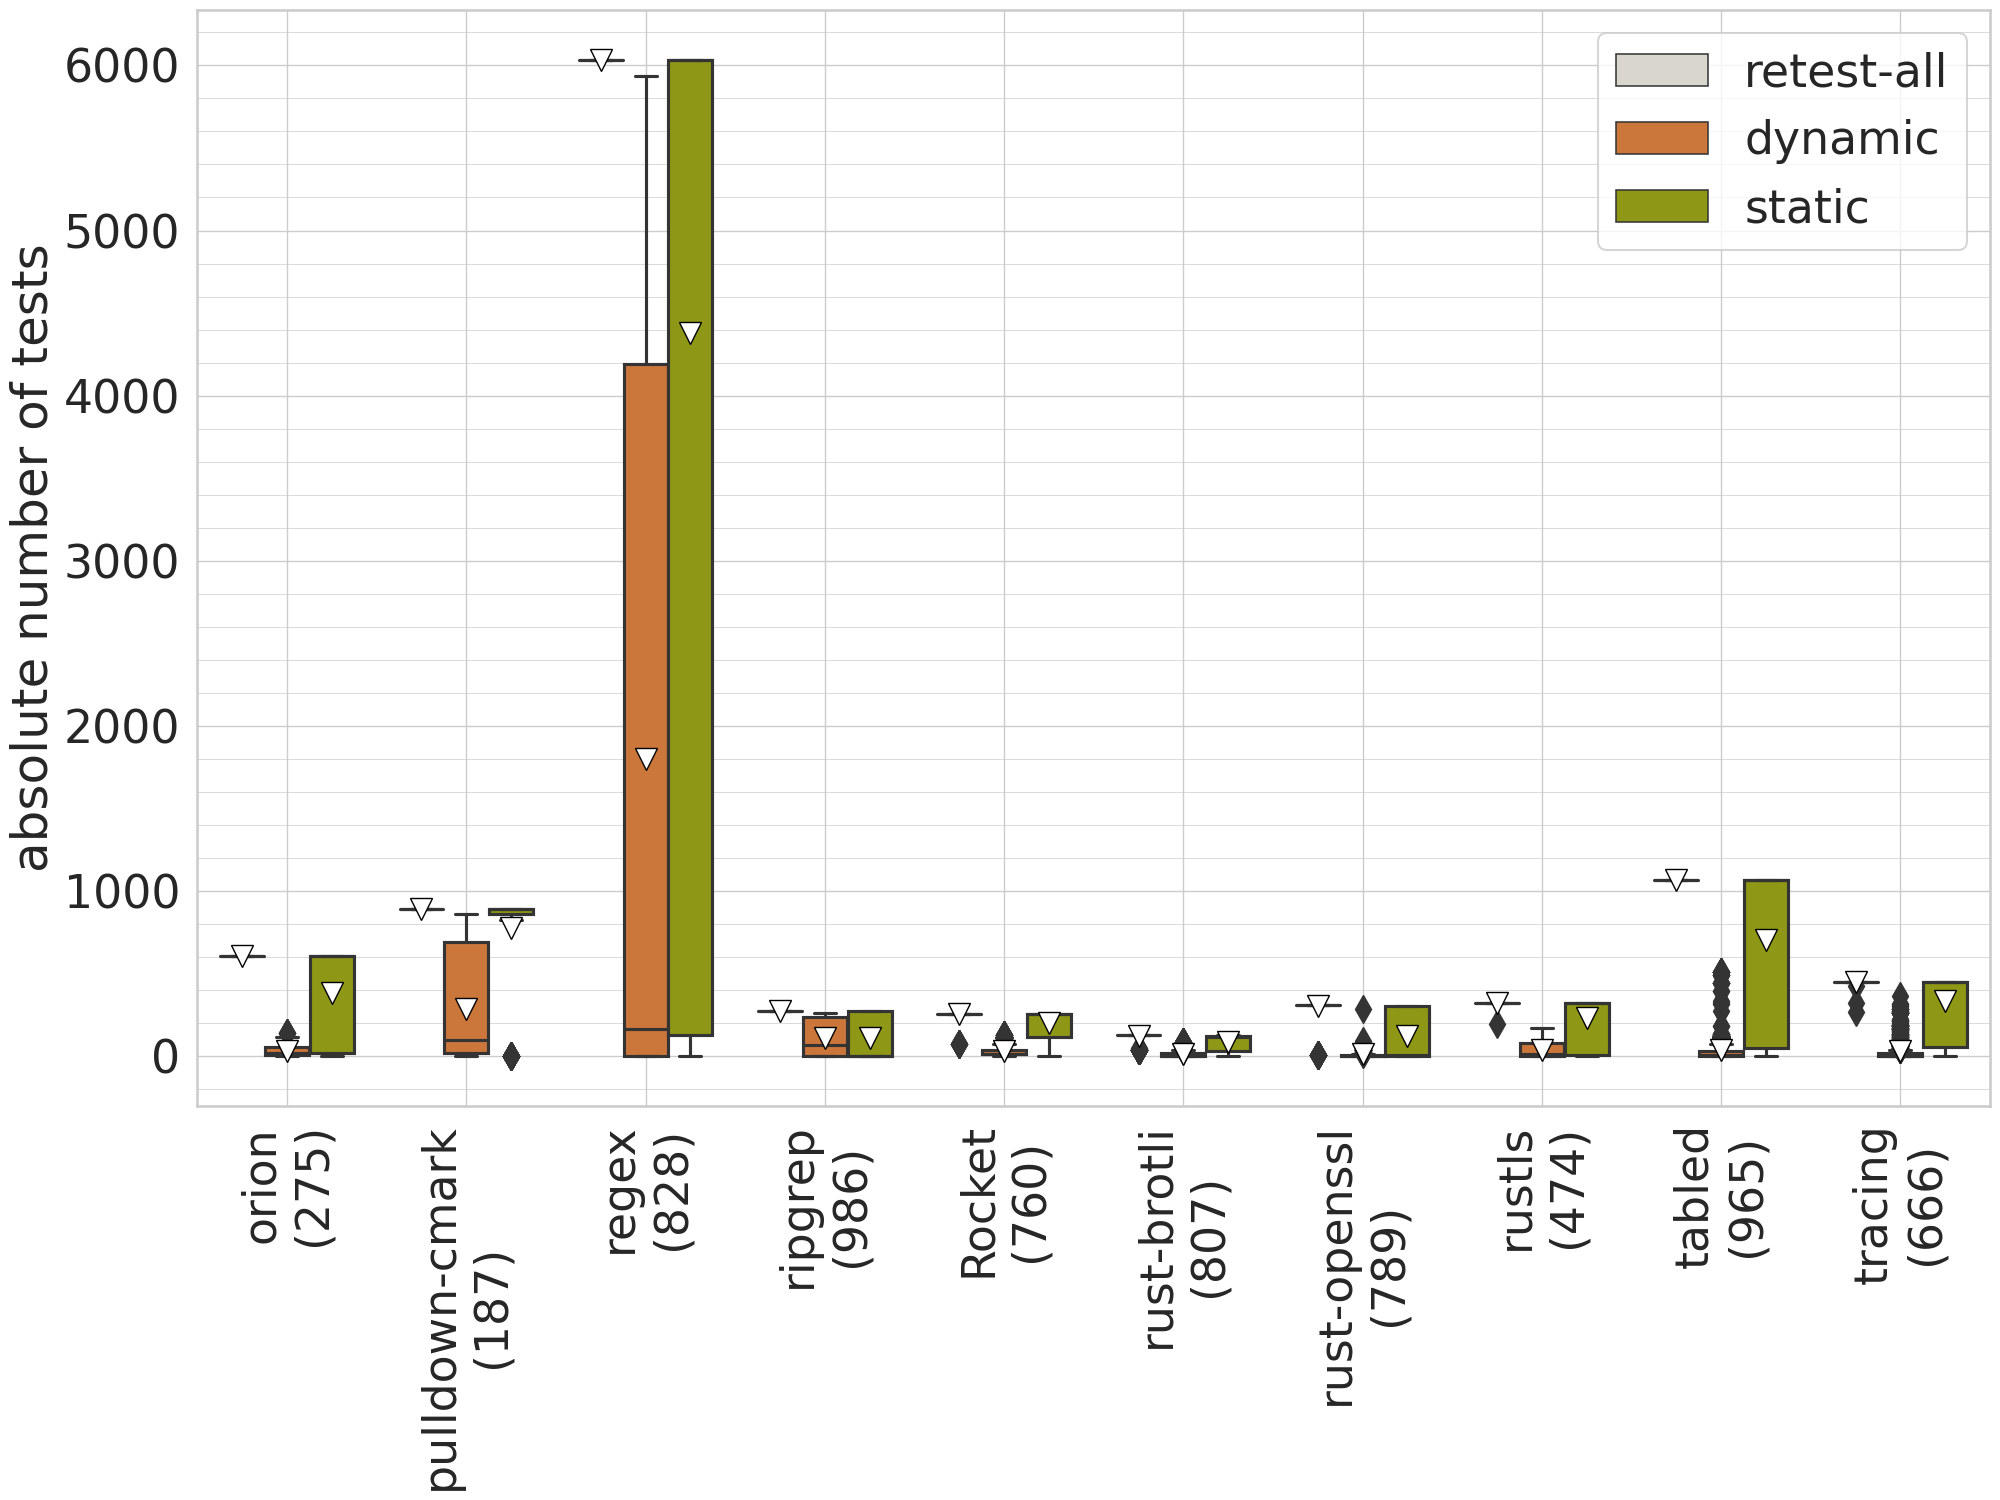 absolute number of tests
6000
5000
4000
3000
2000
1000
0
retest-all
dynamic
static
orion
(275)
pulldown-cmark
(187)
regex
(828)
ripgrep
(986)
Rocket
(760)
rust-brotli
(807)
rust-openssl
(789)
rustls
(474)
tabled
(965)
tracing
(666)